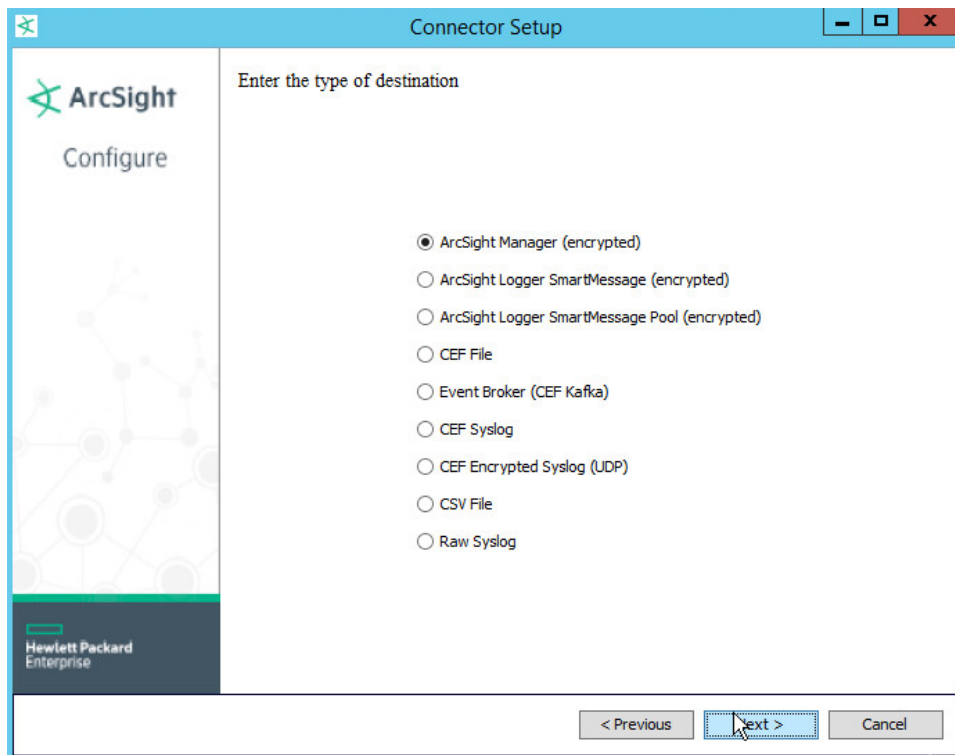 Connector Setup
ArcSight
Configure
Enter the type of destination
ArcSight Manager (encrypted)
ArcSight Logger SmartMessage (encrypted)
ArcSight Logger SmartMessage Pool (encrypted)
CEF File
Event Broker (CEF Kafka)
CEF Syslog
CEF Encrypted Syslog (UDP)
CSV File
Raw Syslog
Hewlett Packard
Enterprise
< Previous
Next >
Cancel